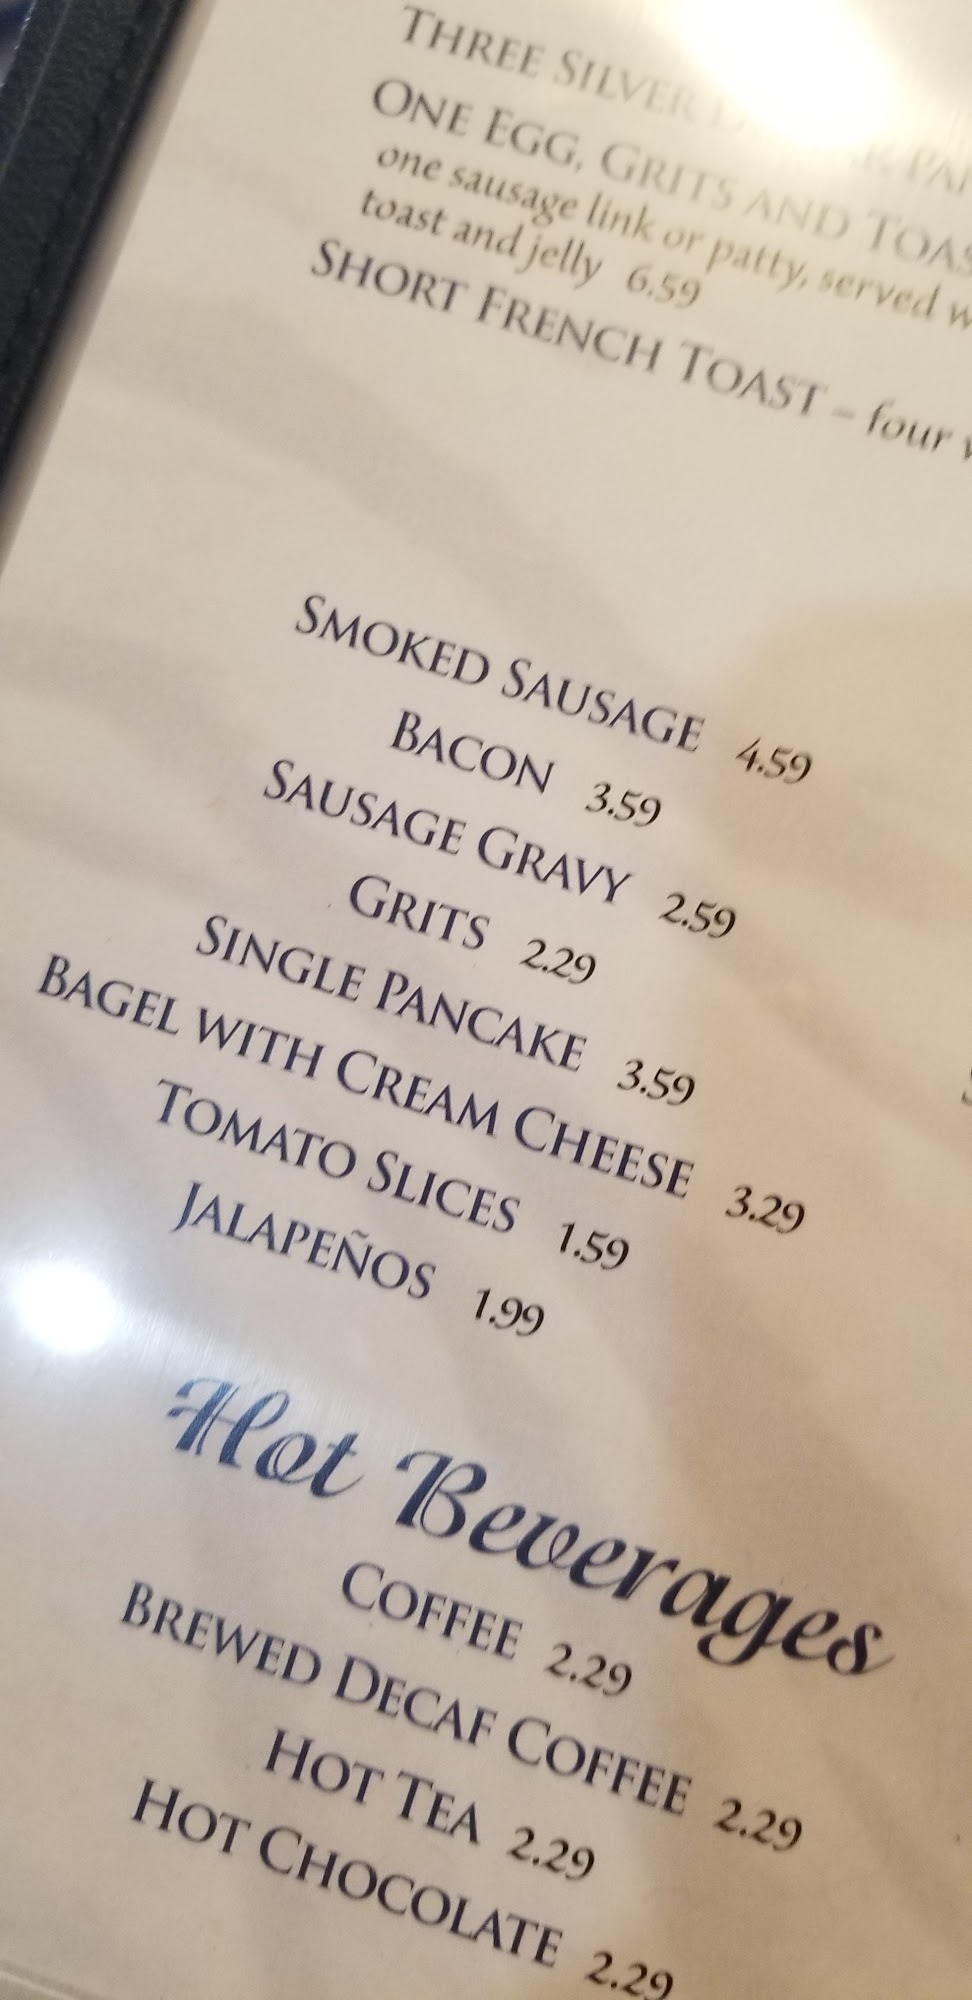 THREE SILVER
ONE EGG, GRITS AND
one sausage link or patty, served
toast and jelly 6.59
SHORT FRENCH TOAST – four
SMOKED SAUSAGE 4.59
BACON 3.59
SAUSAGE GRAVY 2.59
GRITS 2.29
SINGLE PANCAKE 3.59
BAGEL WITH CREAM CHEESE 3.29
TOMATO SLICES 1.59
JALAPEÑOS 1.99
Hot Beverages
COFFEE 2.29
BREWED DECAF COFFEE 2.29
HOT TEA 2.29
HOT CHOCOLATE 2.29